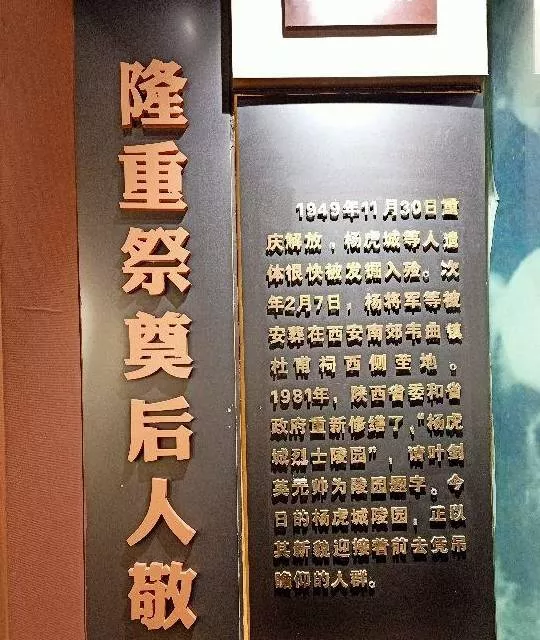 隆重祭奠后人敬
1949年11月30日重
庆解放，杨虎城等人遗
体很快被发掘入殓。次
年2月7日，杨将军等被
安葬在西安南郊韦曲镇
杜甫祠西侧茔地。
1981年，陕西省委和省
政府重新修缮了，“杨虎
城烈士陵园”，请叶剑
英元帅为陵园题字。今
日的杨虎城陵园，正以
其新貌迎接着前去凭吊
瞻仰的人群。